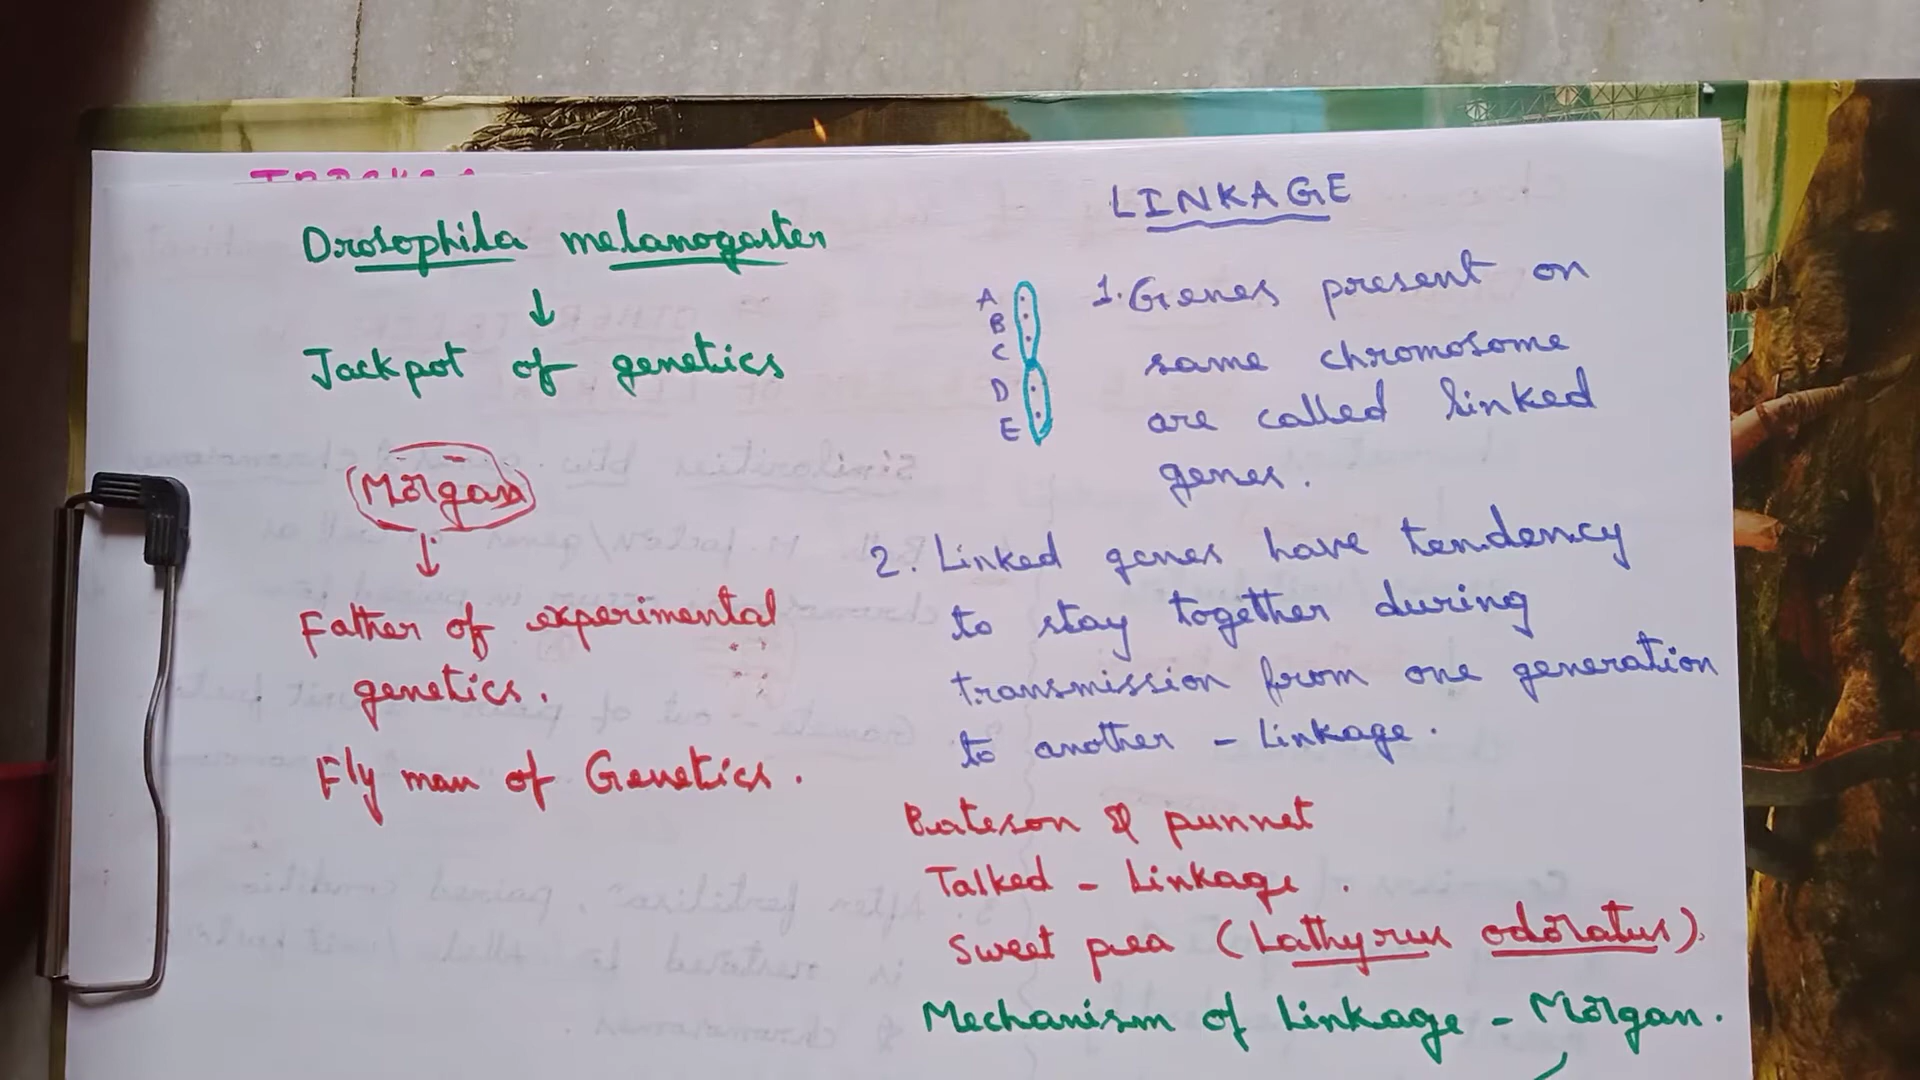 Drosophila melanogaster
↓
Jackpot of genetics
Morgan
↓
Father of experimental
genetics.
Fly man of Genetics.
LINKAGE
A
B
C
D
E
1. Genes present on
same chromosome
are called linked
genes.
2. Linked genes have tendency
to stay together during
transmission from one generation
to another - Linkage.
Bateson & punnet
Talked - Linkage.
Sweet pea (Lathyrus odoratus).
Mechanism of Linkage - Morgan.